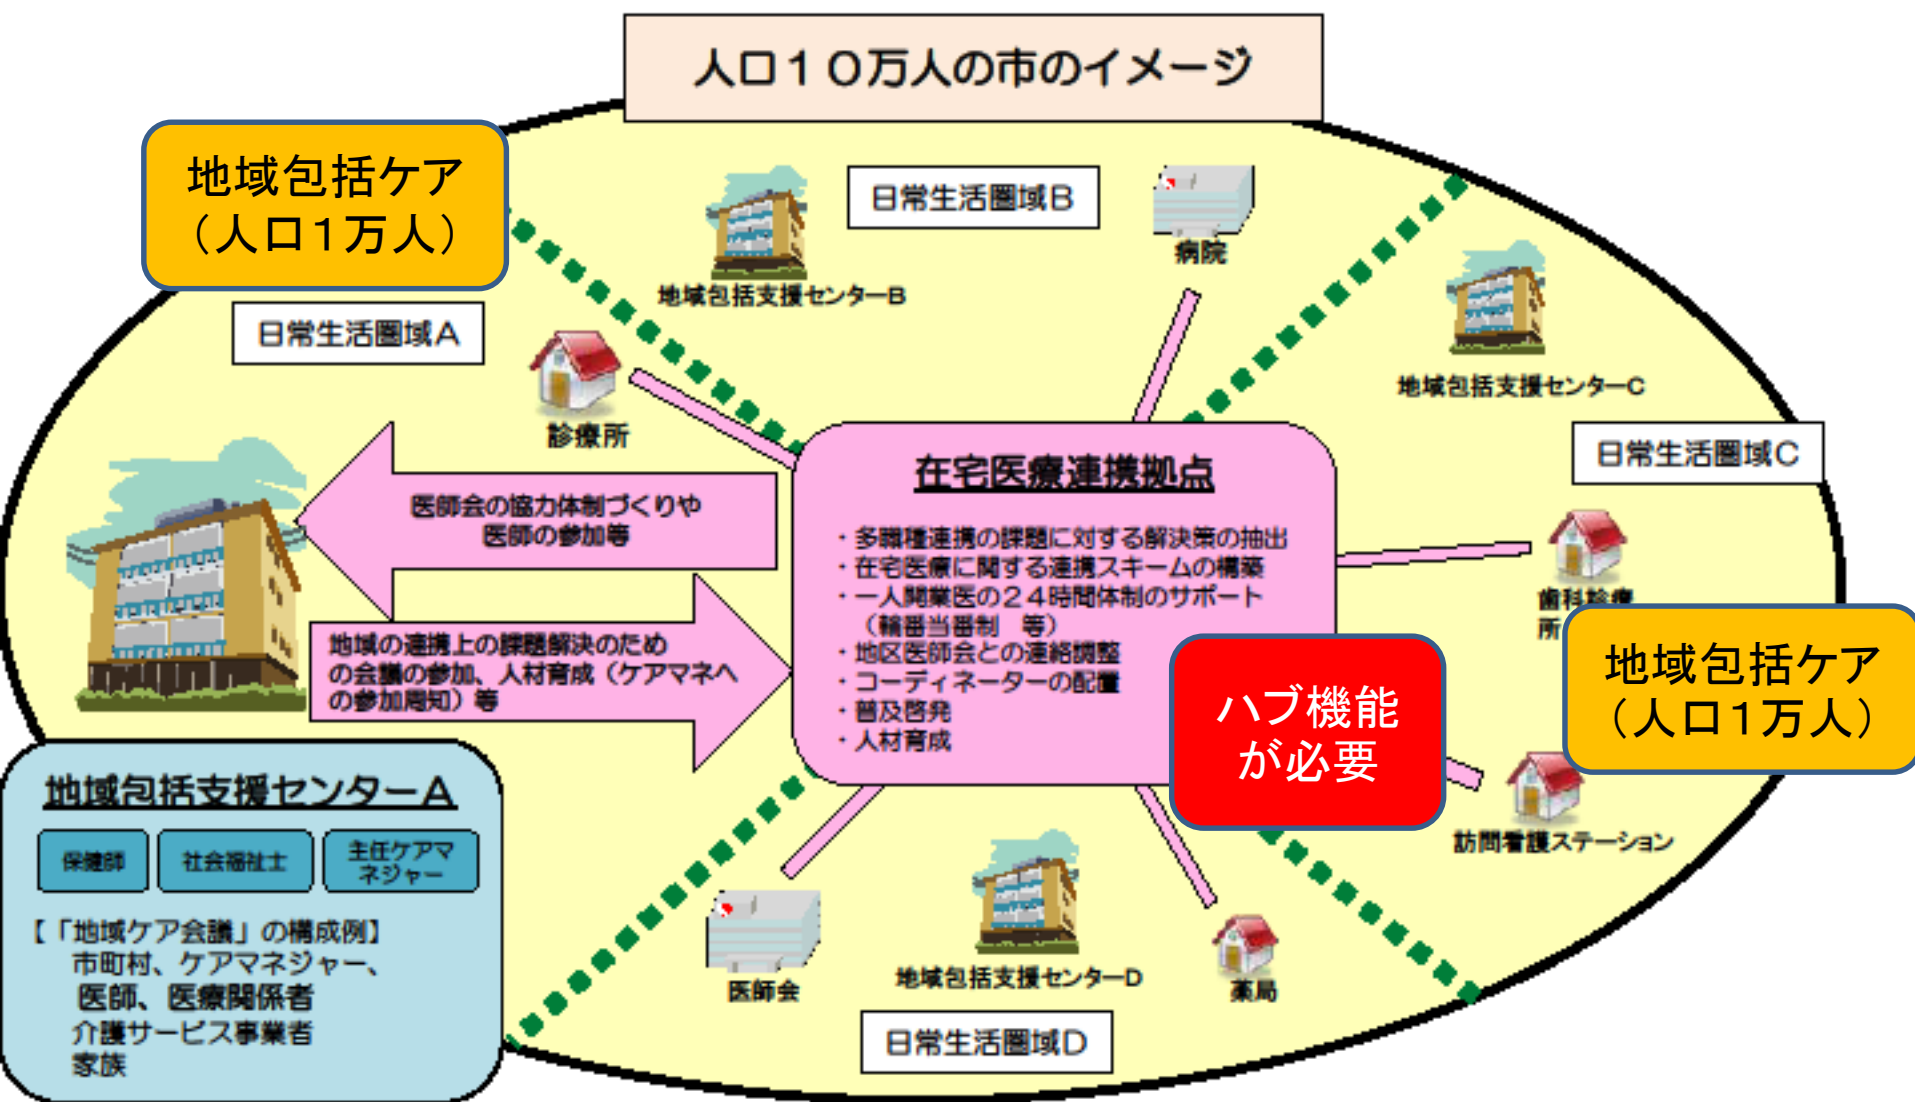 人口１０万人の市のイメージ
地域包括ケア
（人口１万人）
日常生活圏域Ｂ
病院
地域包括支援センターＢ
日常生活圏域Ａ
診療所
地域包括支援センターＣ
日常生活圏域Ｃ
医師会の協力体制づくりや
医師の参加等
地域の連携上の課題解決のため
の会議の参加、人材育成（ケアマネへ
の参加周知）等
在宅医療連携拠点
・多職種連携の課題に対する解決策の抽出
・在宅医療に関する連携スキームの構築
・一人開業医の２４時間体制のサポート
（輪番当番制　等）
・地区医師会との連絡調整
・コーディネーターの配置
・普及啓発
・人材育成
ハブ機能
が必要
歯科診療
所
地域包括ケア
（人口１万人）
訪問看護ステーション
地域包括支援センターＡ
保健師
社会福祉士
主任ケアマ
ネジャー
【「地域ケア会議」の構成例】
市町村、ケアマネジャー、
医師、医療関係者
介護サービス事業者
家族
医師会
地域包括支援センターＤ
薬局
日常生活圏域Ｄ